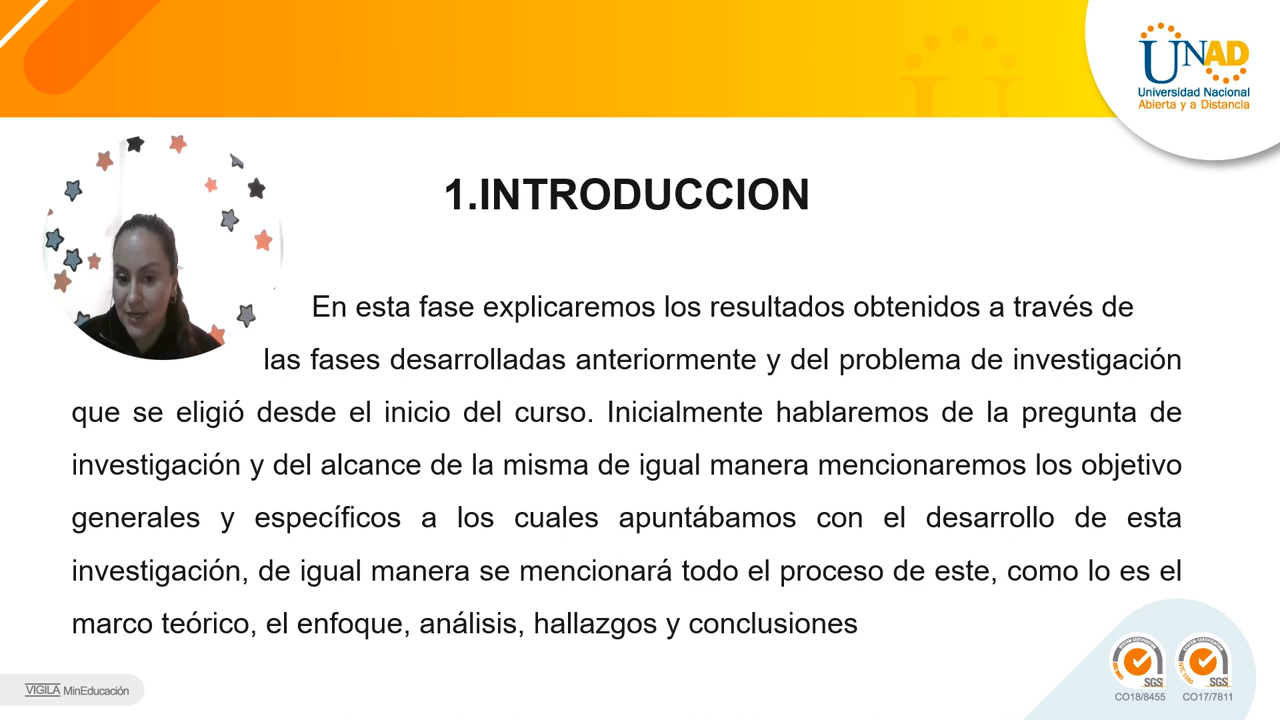 UNAD
Universidad Nacional
Abierta y a Distancia
1.INTRODUCCION
En esta fase explicaremos los resultados obtenidos a través de
las fases desarrolladas anteriormente y del problema de investigación
que se eligió desde el inicio del curso. Inicialmente hablaremos de la pregunta de
investigación y del alcance de la misma de igual manera mencionaremos los objetivo
generales y específicos a los cuales apuntábamos con el desarrollo de esta
investigación, de igual manera se mencionará todo el proceso de este, como lo es el
marco teórico, el enfoque, análisis, hallazgos y conclusiones
VIGILA MinEducación
SGS SGS
CO18/8455 CO17/7811